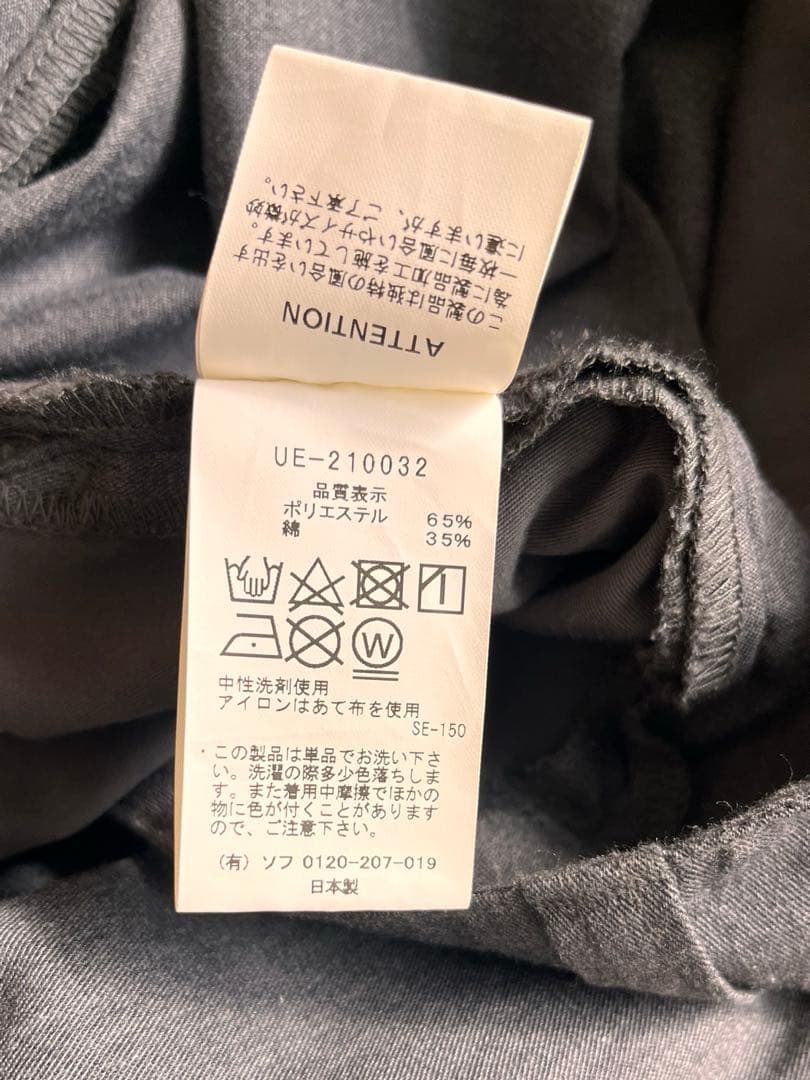 ATTENTION
この製品は独特の風合いを出す
為に製品加工を施しています。
一枚毎に風合いやサイズが微妙
に違いますが、ご了承下さい。
UE-210032
品質表示
ポリエステル 65%
綿 35%
W
中性洗剤使用
アイロンはあて布を使用
SE-150
・この製品は単品でお洗い下さ
い。洗濯の際多少色落ちしま
す。また着用中摩擦でほかの
物に色が付くことがあります
ので、ご注意下さい。
(有) ソフ 0120-207-019
日本製